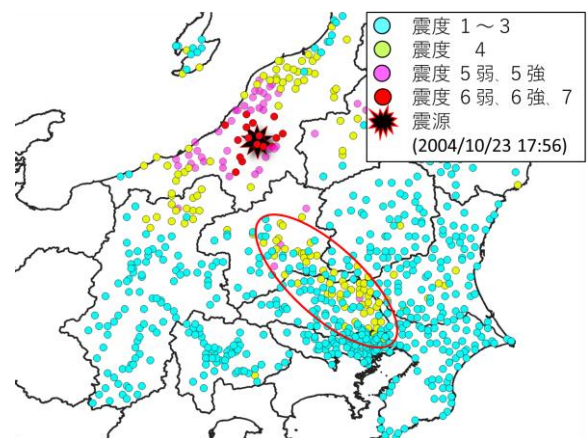 震度 1～3
震度 4
震度 5弱、5強
震度 6弱、6強、7
震源
(2004/10/23 17:56)